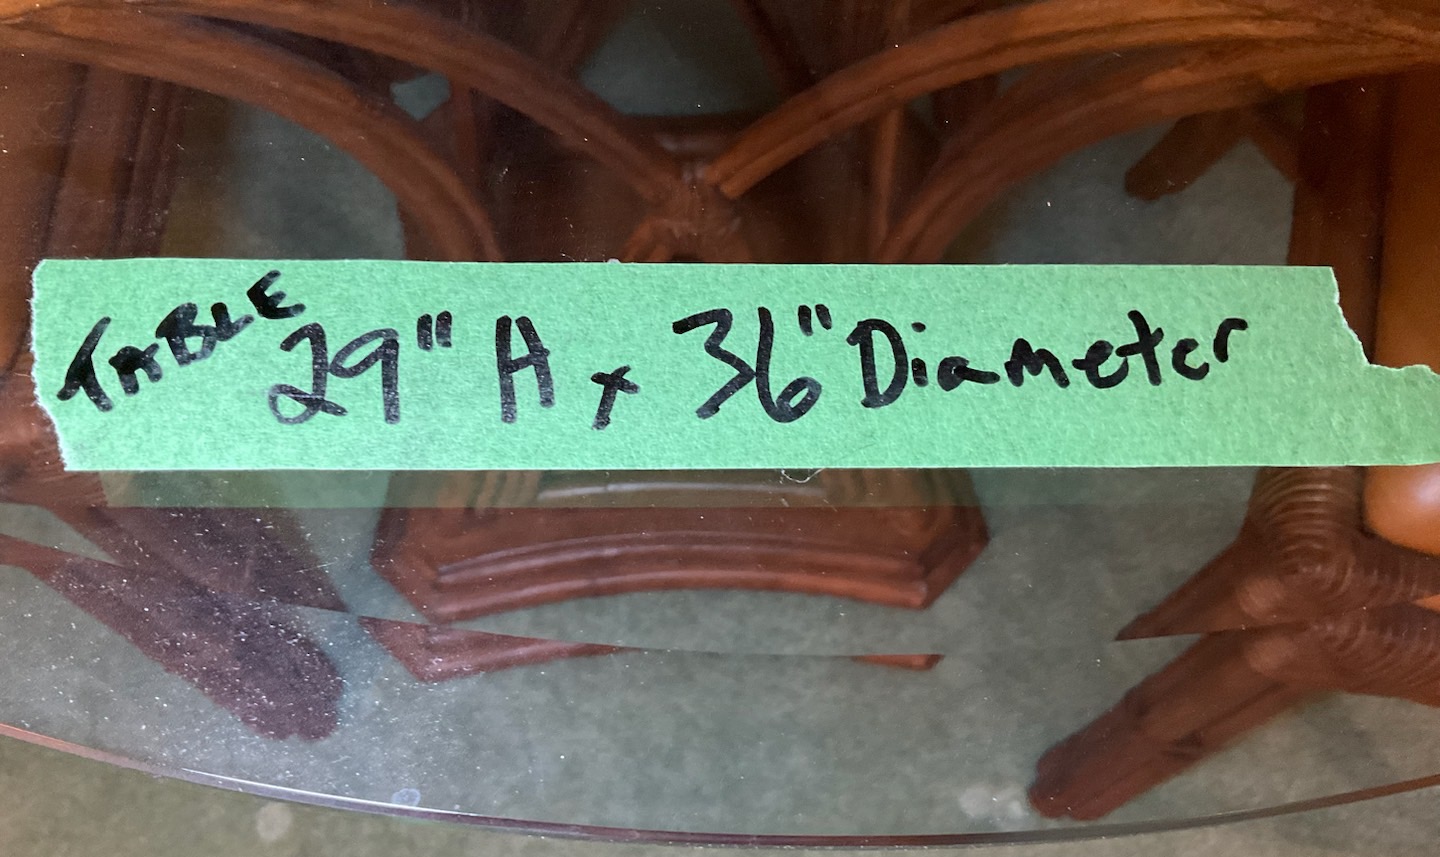 TABLE 29" H x 36" Diameter